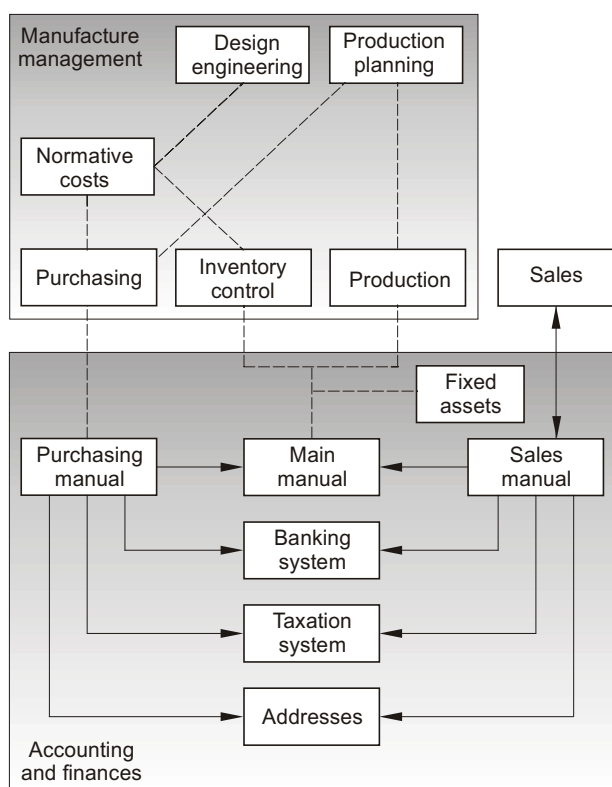 Manufacture
management
Design
engineering
Production
planning
Normative
costs
Purchasing
Inventory
control
Production
Sales
Fixed
assets
Purchasing
manual
Main
manual
Sales
manual
Banking
system
Taxation
system
Addresses
Accounting
and finances